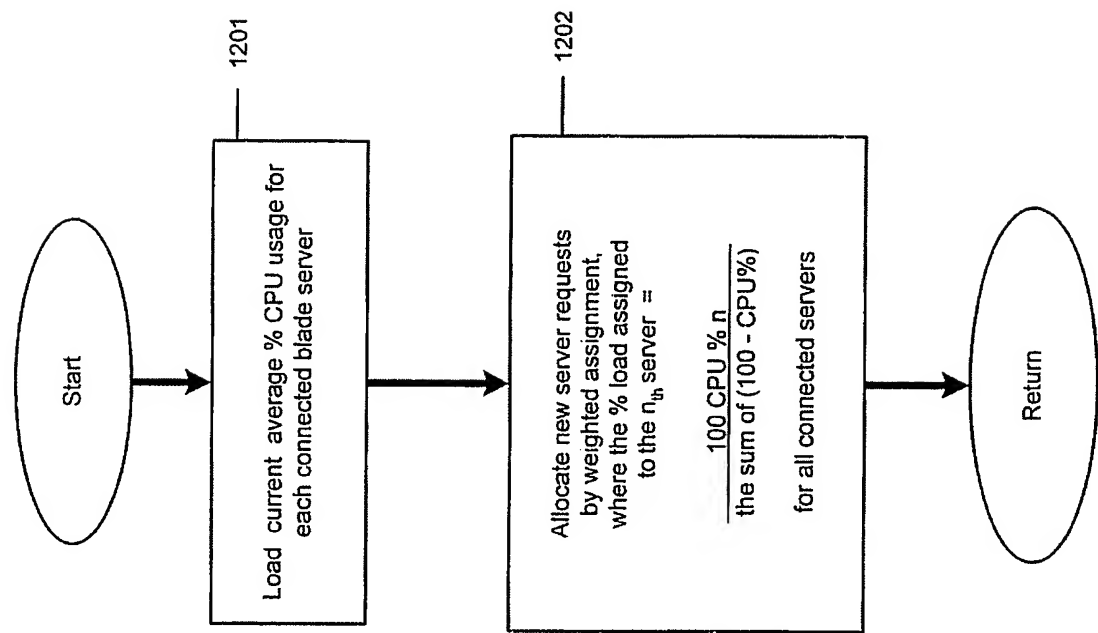 Start
1201
Load current average % CPU usage for
each connected blade server
1202
Allocate new server requests
by weighted assignment,
where the % load assigned
to the nth server =
100 CPU % n
the sum of (100 - CPU%)
for all connected servers
Return